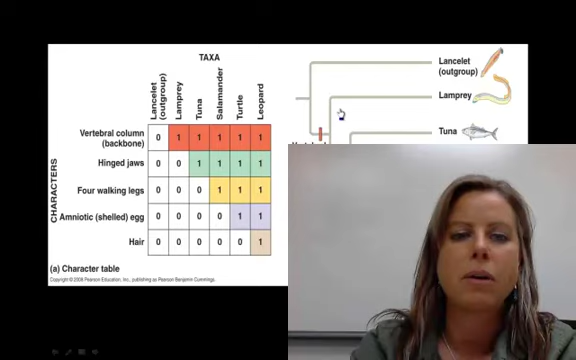 TAXA
Lancelet (outgroup)
Lamprey
Tuna
Salamander
Turtle
Leopard
CHARACTERS
Vertebral column (backbone) 0 1 1 1 1 1
Hinged jaws 0 0 1 1 1 1
Four walking legs 0 0 0 1 1 1
Amniotic (shelled) egg 0 0 0 0 1 1
Hair 0 0 0 0 0 1
(a) Character table
Copyright © 2008 Pearson Education, Inc., publishing as Pearson Benjamin Cummings.
Lancelet
(outgroup)
Lamprey
Tuna